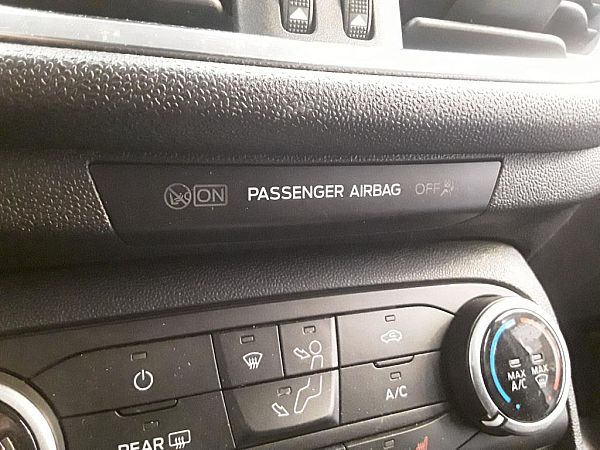 ON PASSENGER AIRBAG OFF
A/C
MAX A/C
MAX
REAR